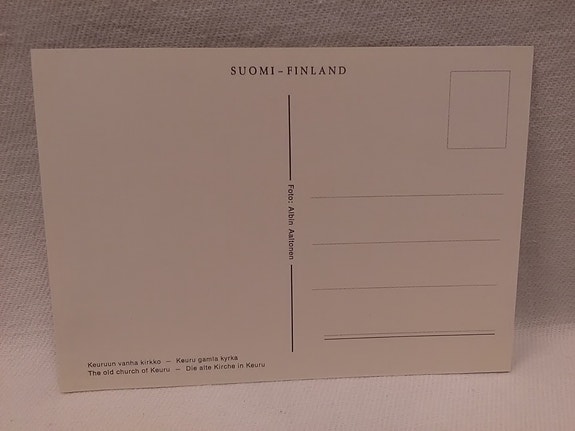 SUOMI – FINLAND
Foto: Albin Aaltonen
Keuruun vanha kirkko — Keuru gamla kyrka
The old church of Keuru — Die alte Kirche in Keuru